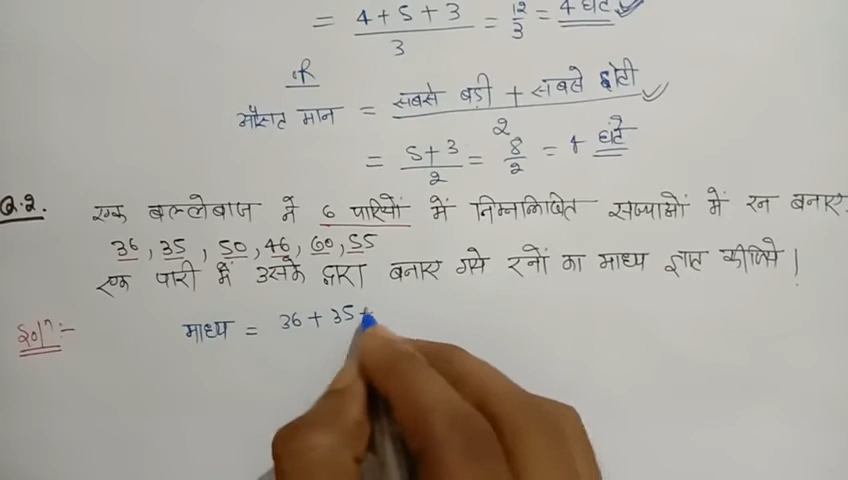 = 4+5+3 / 3 = 12/3 = 4 घंटे
OR
औसत मान = सबसे बड़ी + सबसे छोटी / 2
= 5+3 / 2 = 8/2 = 4 घंटे
Q.2. एक बल्लेबाज ने 6 पारियों में निम्नलिखित संख्याओं में रन बनाए
36, 35, 50, 46, 60, 55
एक पारी में उसके द्वारा बनाए गये रनों का माध्य ज्ञात कीजिये।
Solⁿ:- माध्य = 36 + 35 +